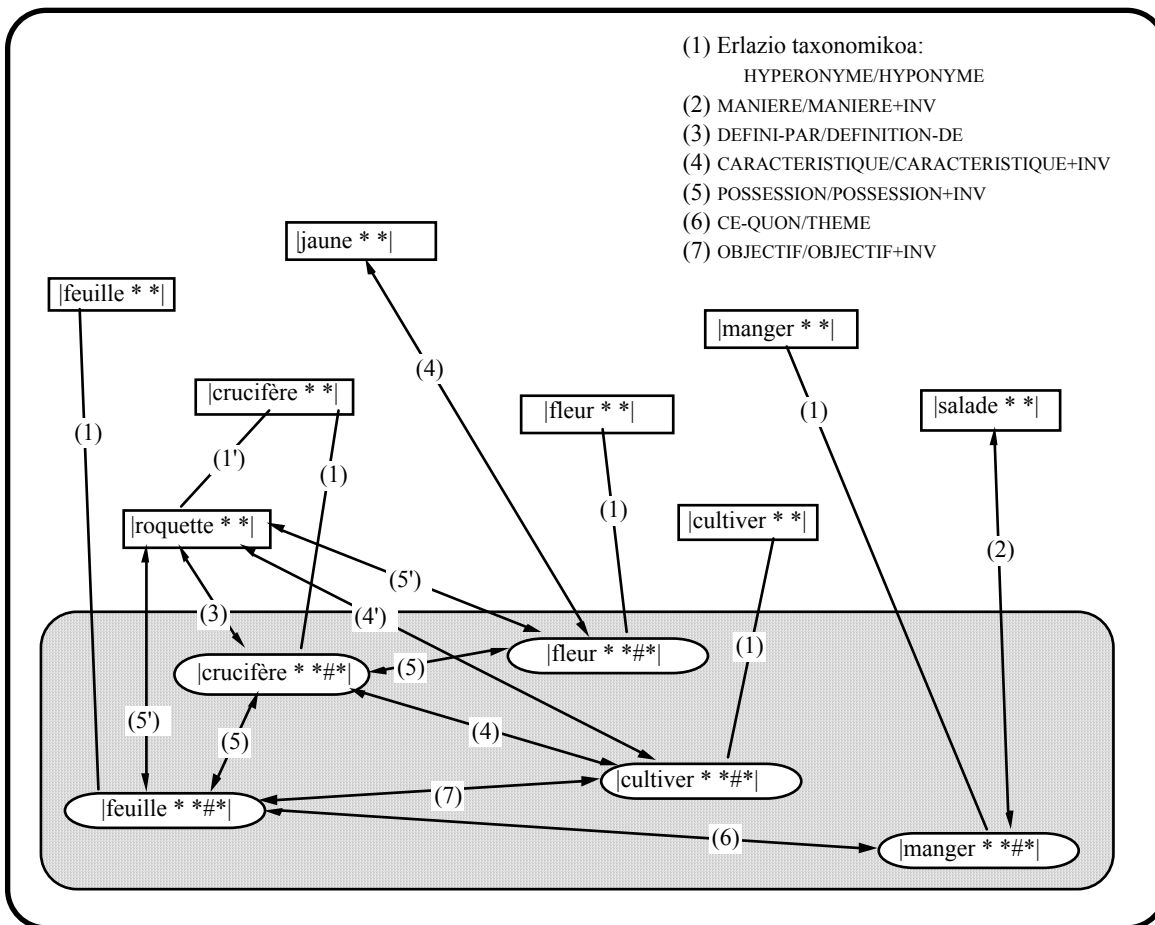 (1) Erlazio taxonomikoa:
HYPERONYME/HYPONYME
(2) MANIERE/MANIERE+INV
(3) DEFINI-PAR/DEFINITION-DE
(4) CARACTERISTIQUE/CARACTERISTIQUE+INV
(5) POSSESSION/POSSESSION+INV
(6) CE-QUON/THEME
(7) OBJECTIF/OBJECTIF+INV
|jaune * *|
|feuille * *|
|manger * *|
(4)
|crucifère * *|
|fleur * *|
|salade * *|
(1)
(1)
(1')
(1)
(1)
|roquette * *|
|cultiver * *|
(2)
(5')
(3)
(4')
(1)
|fleur * *#*|
|crucifère * *#*|
(5)
(5')
(5)
(4)
|cultiver * *#*|
(7)
|feuille * *#*|
(6)
|manger * *#*|